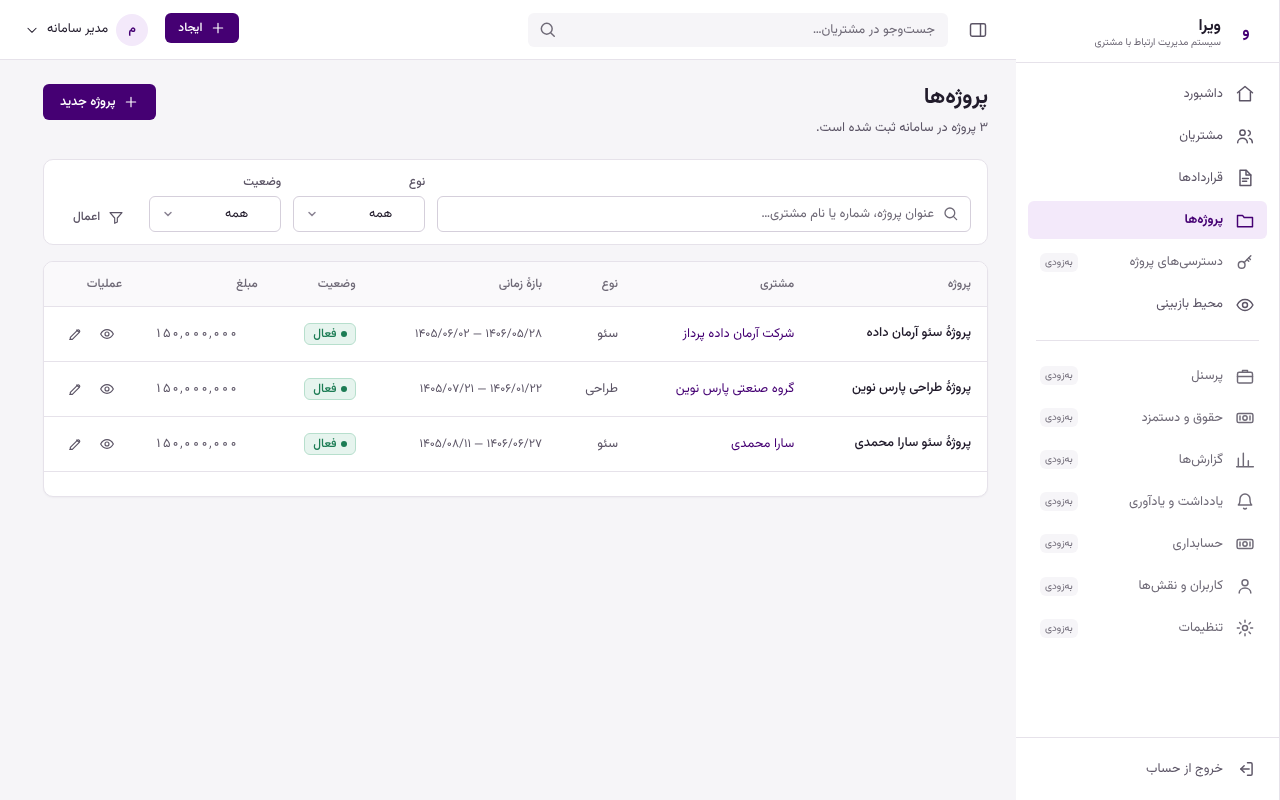 و
ویرا
سیستم مدیریت ارتباط با مشتری
جست‌وجو در مشتریان...
ایجاد
م
مدیر سامانه
داشبورد
مشتریان
قراردادها
پروژه‌ها
دسترسی‌های پروژه
به‌زودی
محیط بازبینی
پرسنل
به‌زودی
حقوق و دستمزد
به‌زودی
گزارش‌ها
به‌زودی
یادداشت و یادآوری
به‌زودی
حسابداری
به‌زودی
کاربران و نقش‌ها
به‌زودی
تنظیمات
به‌زودی
خروج از حساب
پروژه‌ها
۳ پروژه در سامانه ثبت شده است.
پروژه جدید
نوع
وضعیت
عنوان پروژه، شماره یا نام مشتری...
همه
همه
اعمال
پروژه مشتری نوع بازهٔ زمانی وضعیت مبلغ عملیات
پروژهٔ سئو آرمان داده شرکت آرمان داده پرداز سئو ۱۴۰۵/۰۶/۰۲ — ۱۴۰۶/۰۵/۲۸ فعال ۱۵۰,۰۰۰,۰۰۰
پروژهٔ طراحی پارس نوین گروه صنعتی پارس نوین طراحی ۱۴۰۵/۰۷/۲۱ — ۱۴۰۶/۰۱/۲۲ فعال ۱۵۰,۰۰۰,۰۰۰
پروژهٔ سئو سارا محمدی سارا محمدی سئو ۱۴۰۵/۰۸/۱۱ — ۱۴۰۶/۰۶/۲۷ فعال ۱۵۰,۰۰۰,۰۰۰